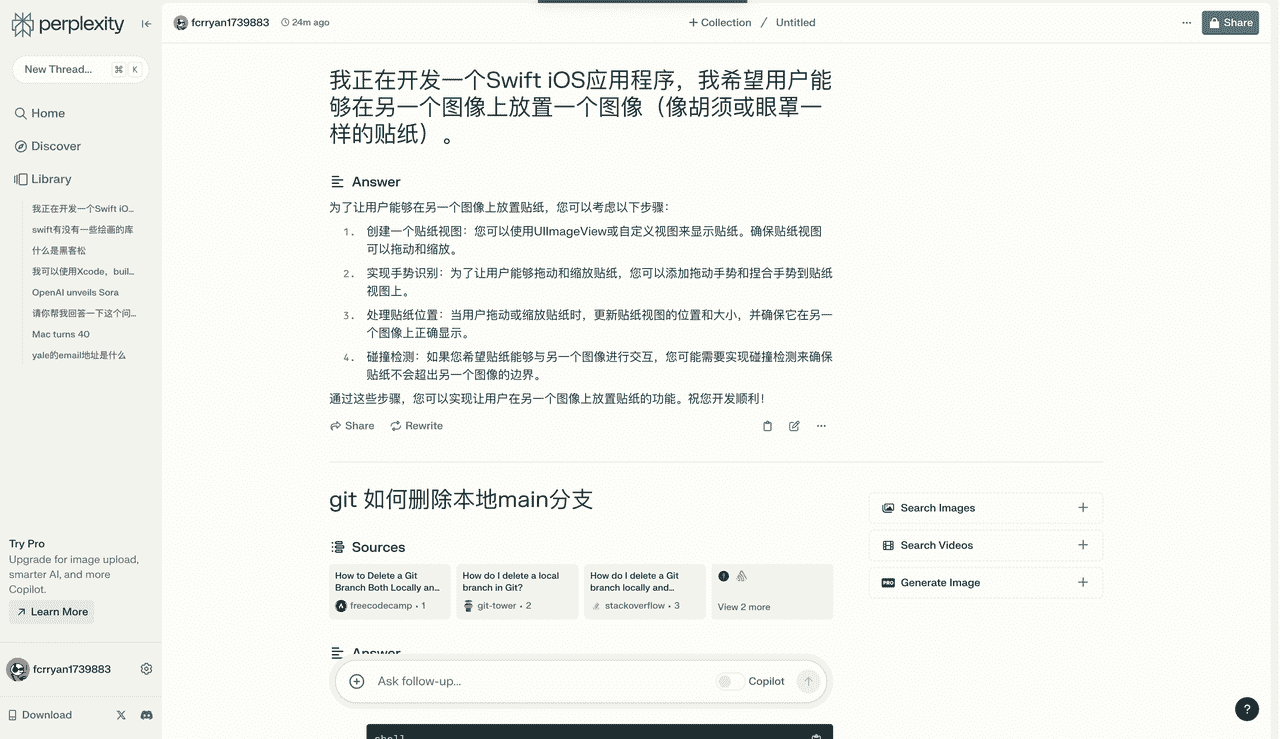 perplexity
New Thread...
⌘ K
Home
Discover
Library
我正在开发一个Swift iO...
swift有没有一些绘画的库
什么是黑客松
我可以使用Xcode，buil...
OpenAI unveils Sora
请你帮我回答一下这个问...
Mac turns 40
yale的email地址是什么
Try Pro
Upgrade for image upload,
smarter AI, and more
Copilot.
Learn More
fcrryan1739883
Download
fcrryan1739883 24m ago
+ Collection / Untitled
Share
我正在开发一个Swift iOS应用程序，我希望用户能
够在另一个图像上放置一个图像（像胡须或眼罩一
样的贴纸）。
Answer
为了让用户能够在另一个图像上放置贴纸，您可以考虑以下步骤：
1. 创建一个贴纸视图：您可以使用UIImageView或自定义视图来显示贴纸。确保贴纸视图
可以拖动和缩放。
2. 实现手势识别：为了让用户能够拖动和缩放贴纸，您可以添加拖动手势和捏合手势到贴纸
视图上。
3. 处理贴纸位置：当用户拖动或缩放贴纸时，更新贴纸视图的位置和大小，并确保它在另一
个图像上正确显示。
4. 碰撞检测：如果您希望贴纸能够与另一个图像进行交互，您可能需要实现碰撞检测来确保
贴纸不会超出另一个图像的边界。
通过这些步骤，您可以实现让用户在另一个图像上放置贴纸的功能。祝您开发顺利！
Share Rewrite
git 如何删除本地main分支
Sources
How to Delete a Git
Branch Both Locally an...
freecodecamp • 1
How do I delete a local
branch in Git?
git-tower • 2
How do I delete a Git
branch locally and...
stackoverflow • 3
View 2 more
Answer
Ask follow-up...
Copilot
shell
Search Images
Search Videos
PRO Generate Image
?